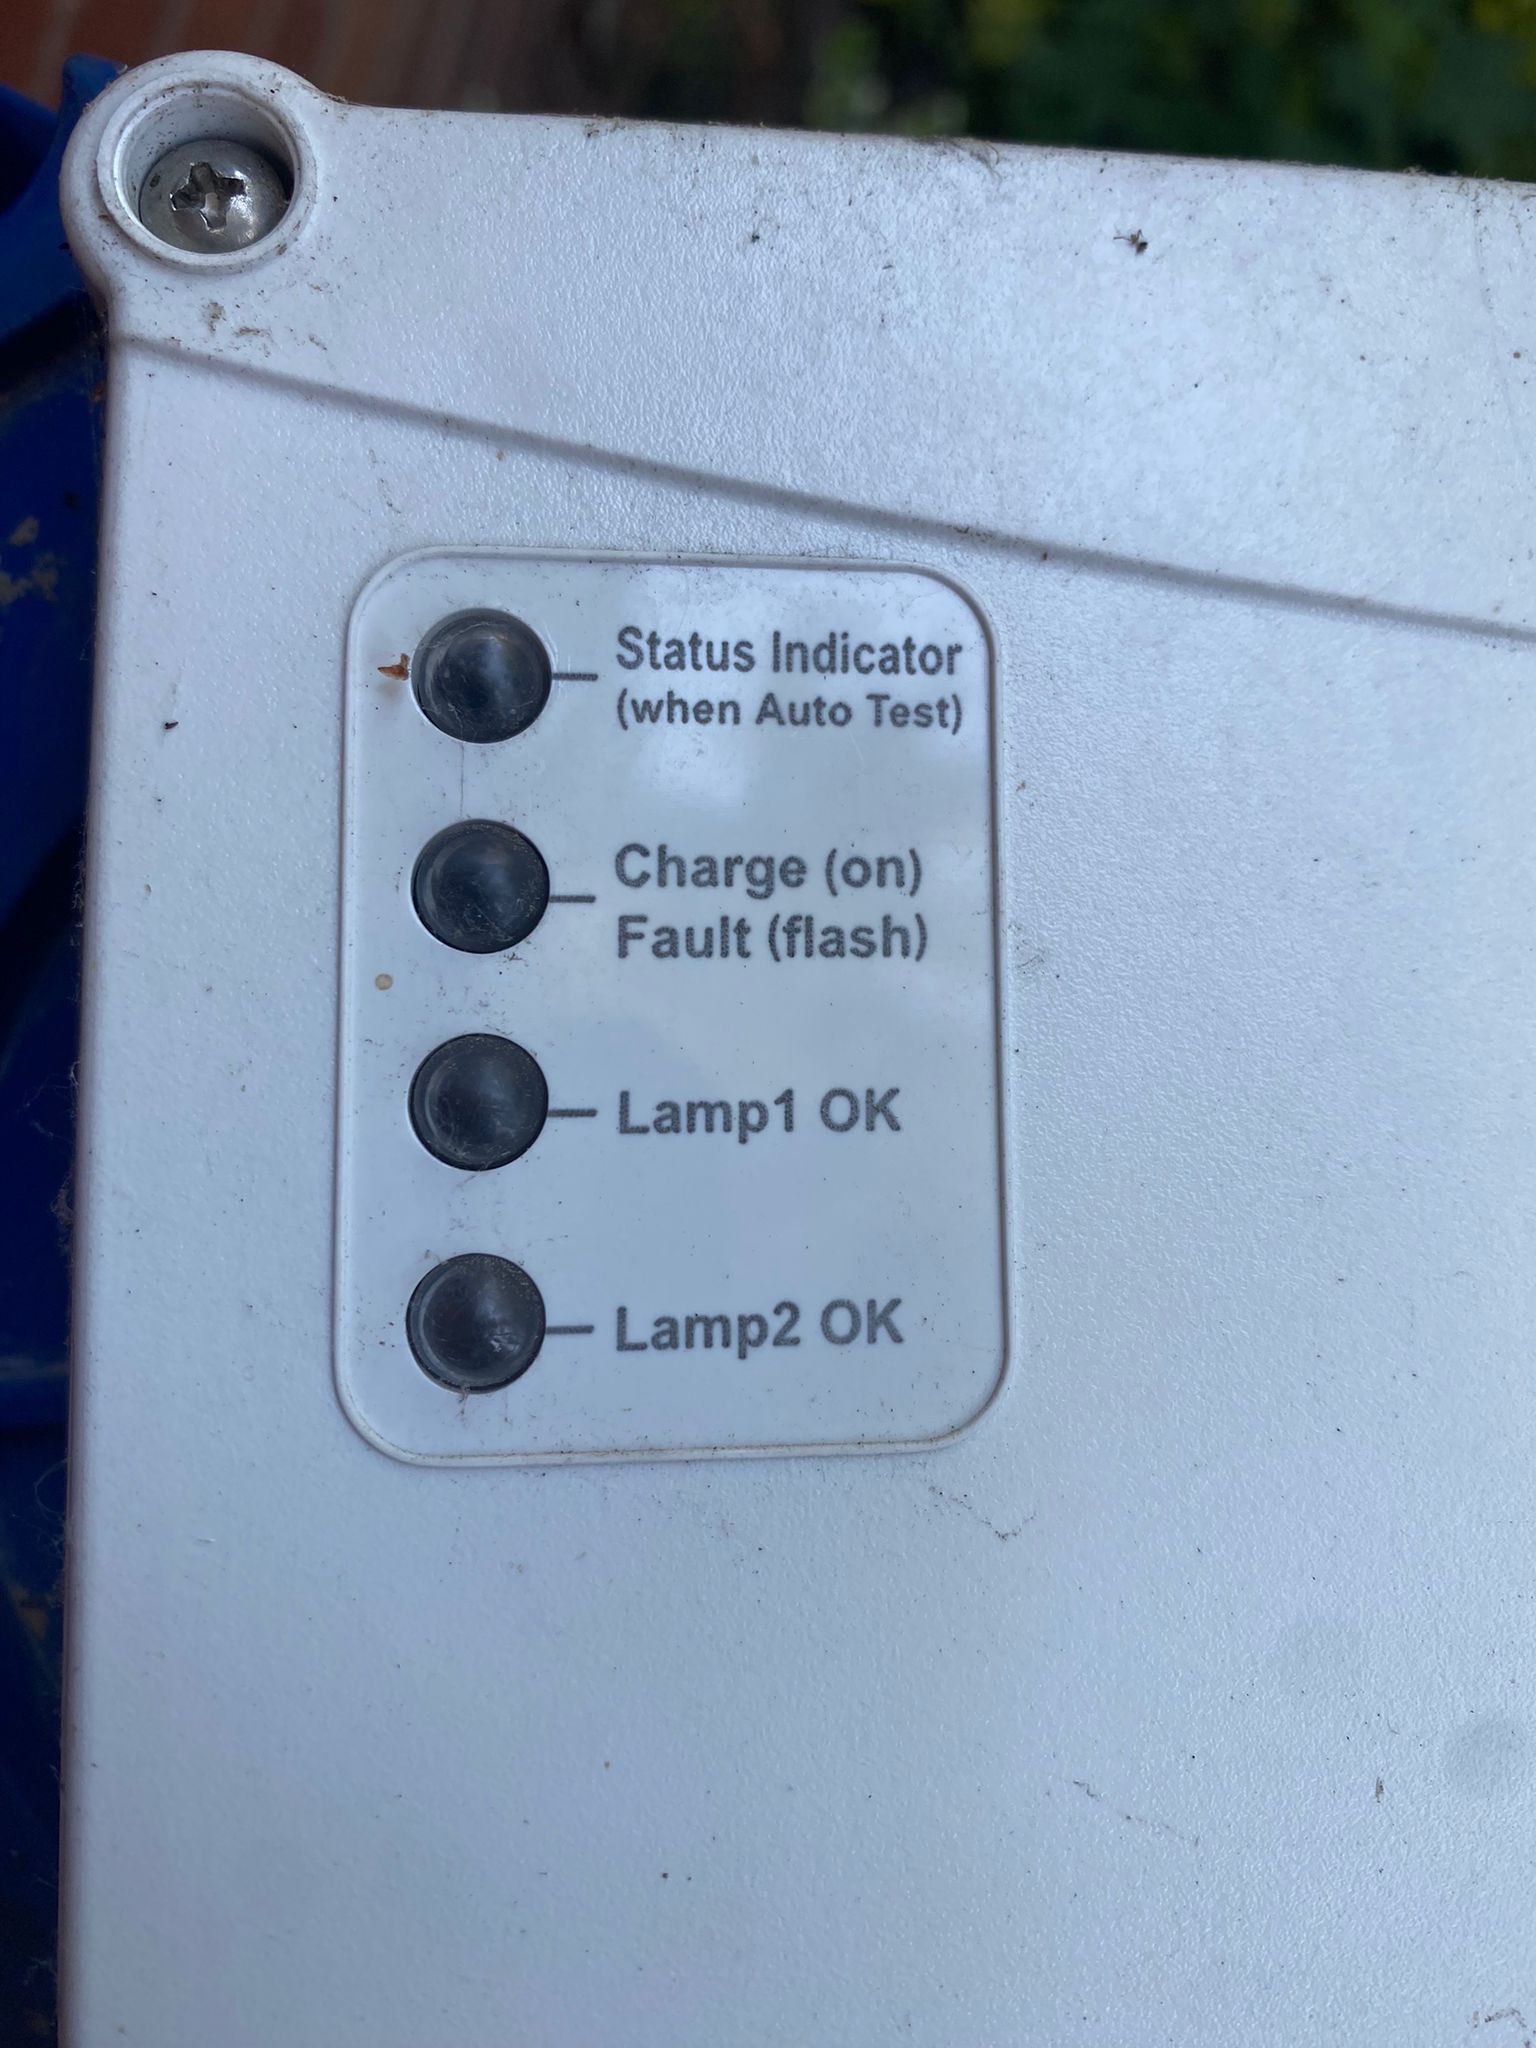 Status Indicator
(when Auto Test)
Charge (on)
Fault (flash)
Lamp1 OK
Lamp2 OK